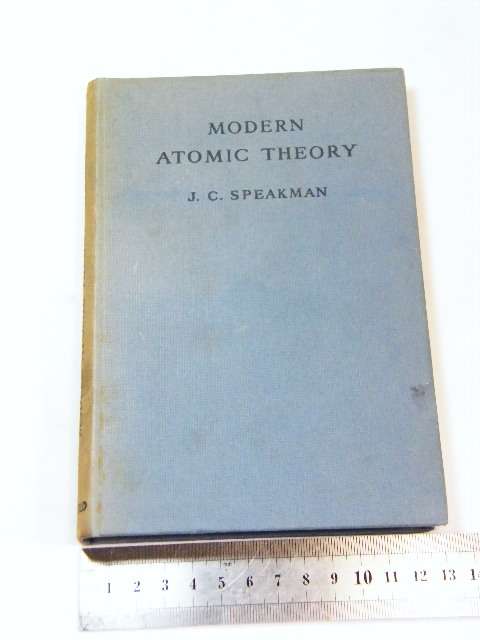 MODERN
ATOMIC THEORY
J. C. SPEAKMAN
1 2 3 4 5 6 7 8 9 10 11 12 13